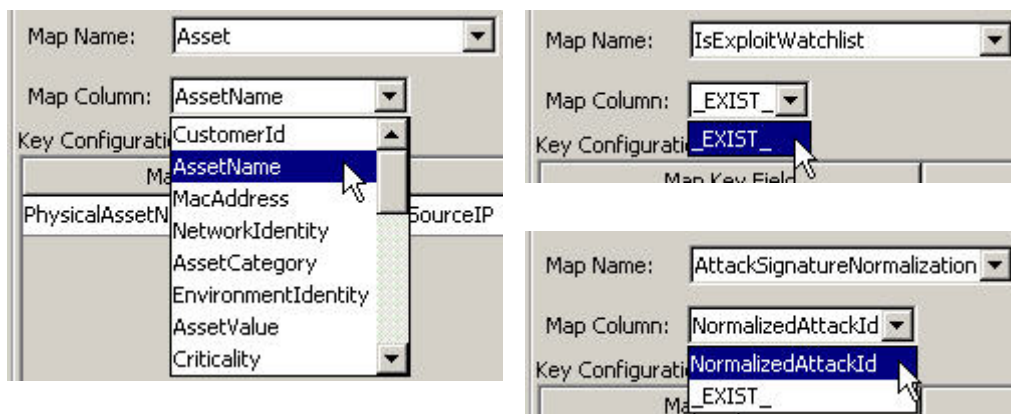 Map Name: Asset
Map Column: AssetName
Key Configurati
CustomerId
AssetName
Ma
MacAddress
PhysicalAssetN
SourceIP
NetworkIdentity
AssetCategory
EnvironmentIdentity
AssetValue
Criticality
Map Name: IsExploitWatchlist
Map Column: _EXIST_
Key Configurati
_EXIST_
Map Key Field
Map Name: AttackSignatureNormalization
Map Column: NormalizedAttackId
Key Configurati
NormalizedAttackId
Ma
_EXIST_